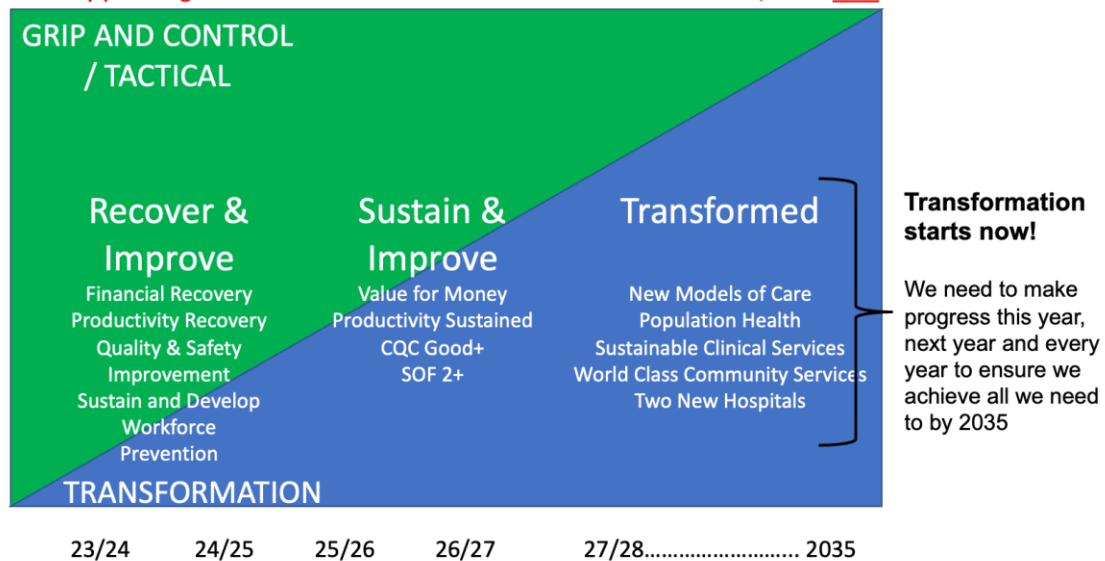 GRIP AND CONTROL
/ TACTICAL
Recover &
Improve
Financial Recovery
Productivity Recovery
Quality & Safety
Improvement
Sustain and Develop
Workforce
Prevention
Sustain &
Improve
Value for Money
Productivity Sustained
CQC Good+
SOF 2+
Transformed
New Models of Care
Population Health
Sustainable Clinical Services
World Class Community Services
Two New Hospitals
Transformation
starts now!
We need to make
progress this year,
next year and every
year to ensure we
achieve all we need
to by 2035
TRANSFORMATION
23/24 24/25 25/26 26/27 27/28........................ 2035